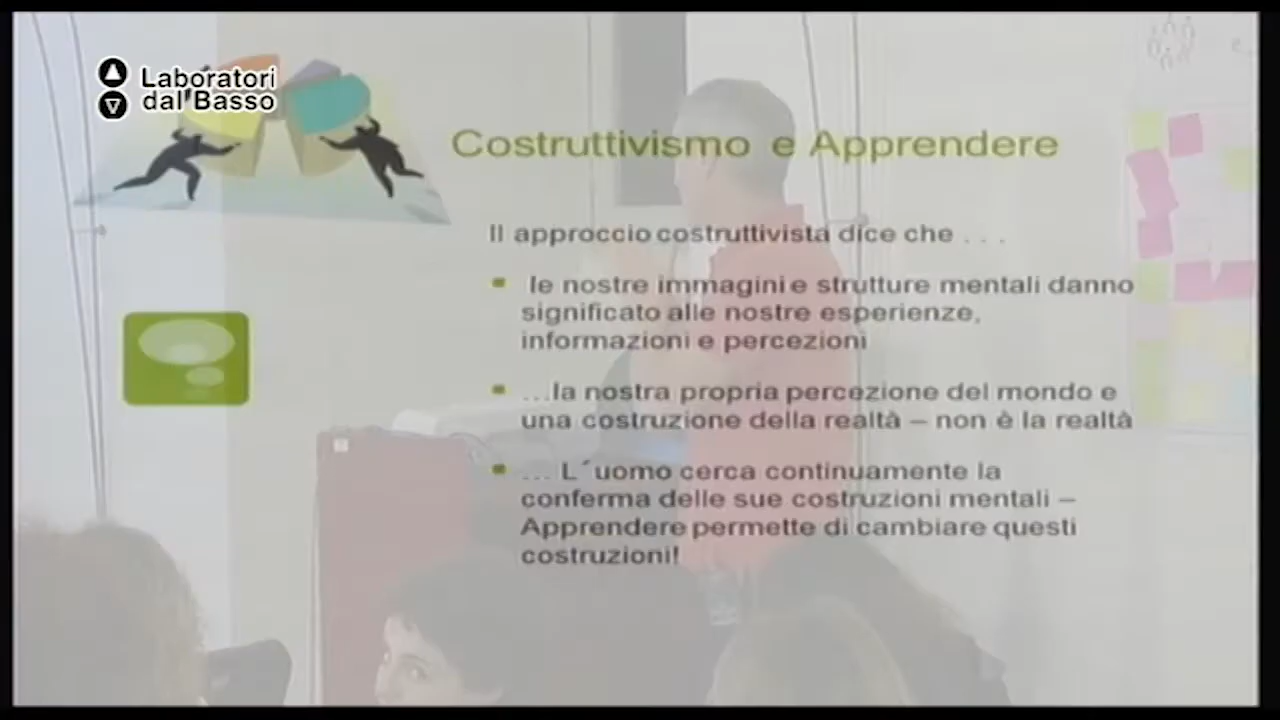 Laboratori
dal Basso
Costruttivismo e Apprendere
Il approccio costruttivista dice che . . .
le nostre immagini e strutture mentali danno
significato alle nostre esperienze,
informazioni e percezioni
...la nostra propria percezione del mondo e
una costruzione della realtà – non è la realtà
... L´uomo cerca continuamente la
conferma delle sue costruzioni mentali –
Apprendere permette di cambiare questi
costruzioni!